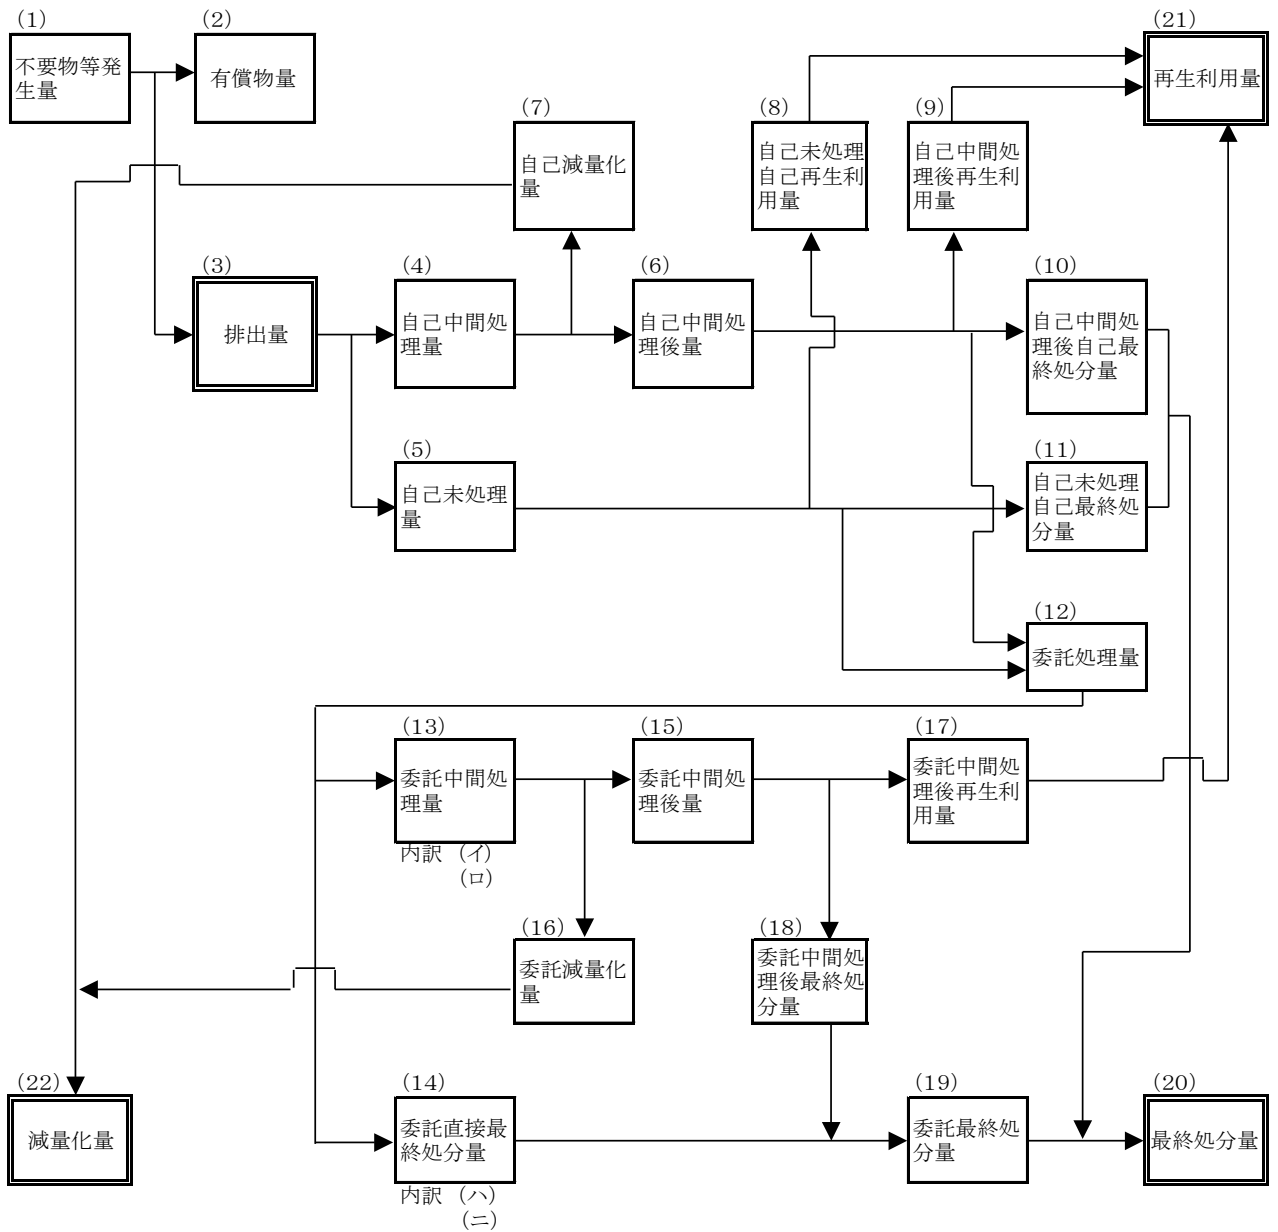 (1)
不要物等発
生量
(2)
有償物量
(21)
再生利用量
(7)
自己減量化
量
(8)
自己未処理
自己再生利
用量
(9)
自己中間処
理後再生利
用量
(3)
排出量
(4)
自己中間処
理量
(6)
自己中間処
理後量
(10)
自己中間処
理後自己最
終処分量
(5)
自己未処理
量
(11)
自己未処理
自己最終処
分量
(12)
委託処理量
(13)
委託中間処
理量
内訳 (イ)
(ロ)
(15)
委託中間処
理後量
(17)
委託中間処
理後再生利
用量
(16)
委託減量化
量
(18)
委託中間処
理後最終処
分量
(22)
減量化量
(14)
委託直接最
終処分量
内訳 (ハ)
(ニ)
(19)
委託最終処
分量
(20)
最終処分量